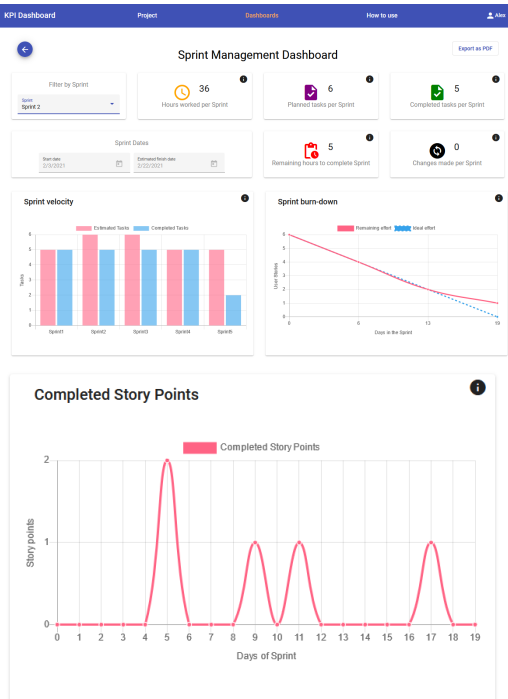 KPI Dashboard Project Dashboards How to use Alex
Sprint Management Dashboard
Export as PDF
Filter by Sprint
Sprint
Sprint 2
36
Hours worked per Sprint
6
Planned tasks per Sprint
5
Completed tasks per Sprint
Sprint Dates
Start date
2/3/2021
Estimated finish date
2/22/2021
5
Remaining hours to complete Sprint
0
Changes made per Sprint
Sprint velocity
Estimated Tasks Completed Tasks
6
5
4
3
2
1
0
Tasks
Sprint1 Sprint2 Sprint3 Sprint4 Sprint5
Sprint burn-down
Remaining effort Ideal effort
6
5
4
3
2
1
0
User Stories
0 6 13 19
Days in the Sprint
Completed Story Points
Completed Story Points
2
1
0
Story points
0 1 2 3 4 5 6 7 8 9 10 11 12 13 14 15 16 17 18 19
Days of Sprint